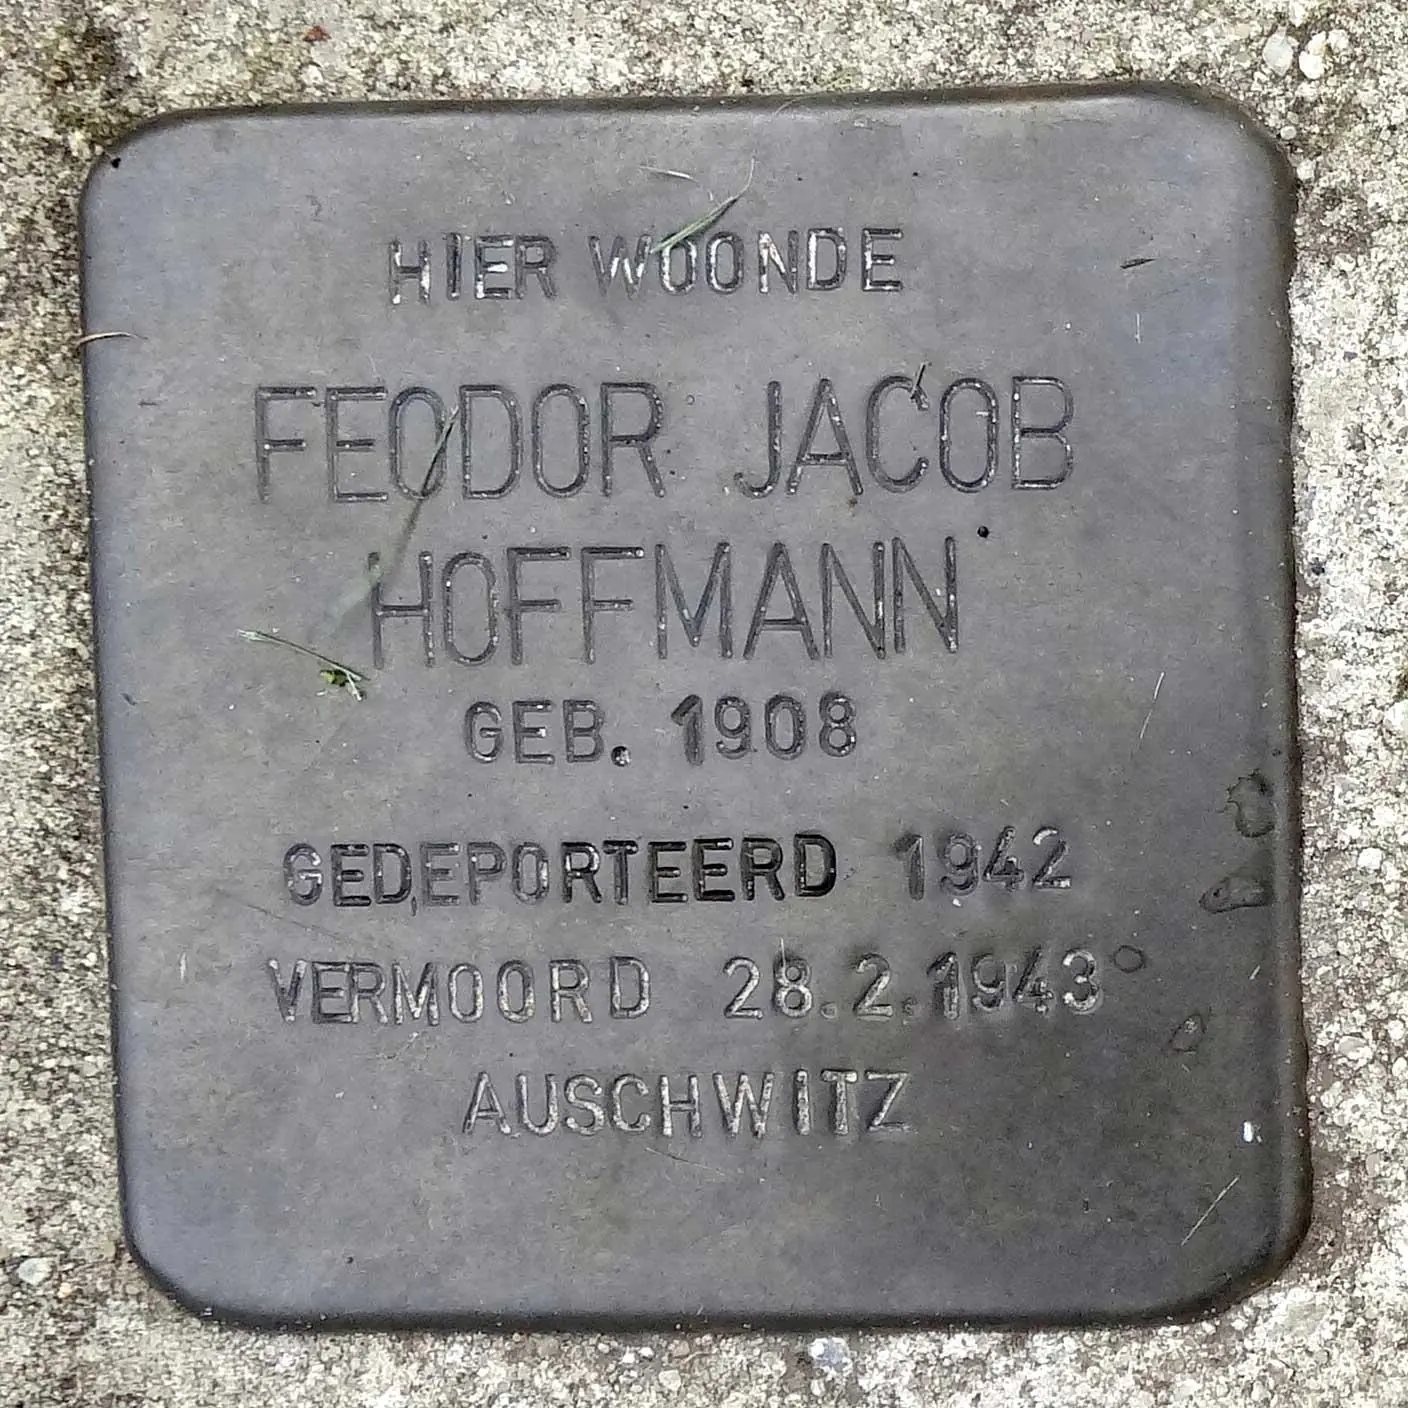 HIER WOONDE
FEODOR JACOB
HOFFMANN
GEB. 1908
GEDEPORTEERD 1942
VERMOORD 28.2.1943
AUSCHWITZ